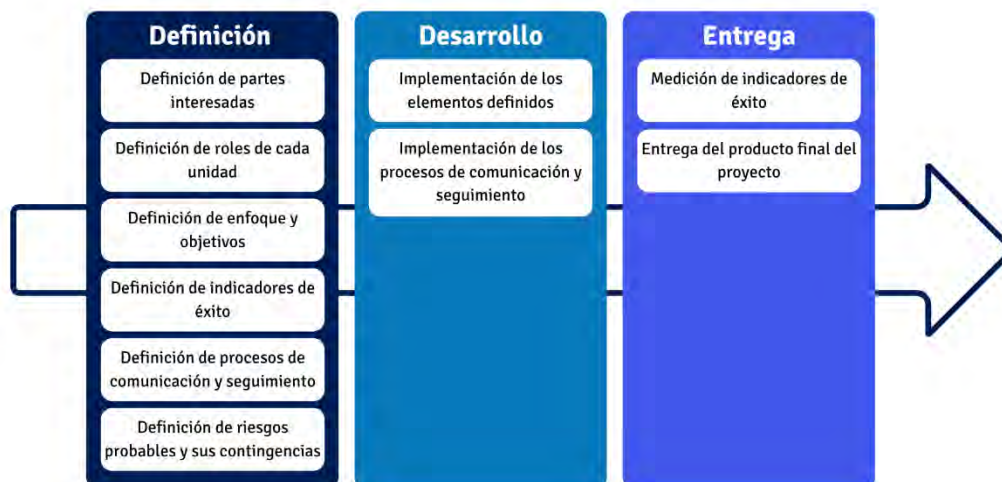 Definición
Definición de partes
interesadas
Definición de roles de cada
unidad
Definición de enfoque y
objetivos
Definición de indicadores de
éxito
Definición de procesos de
comunicación y seguimiento
Definición de riesgos
probables y sus contingencias
Desarrollo
Implementación de los
elementos definidos
Implementación de los
procesos de comunicación y
seguimiento
Entrega
Medición de indicadores de
éxito
Entrega del producto final del
proyecto